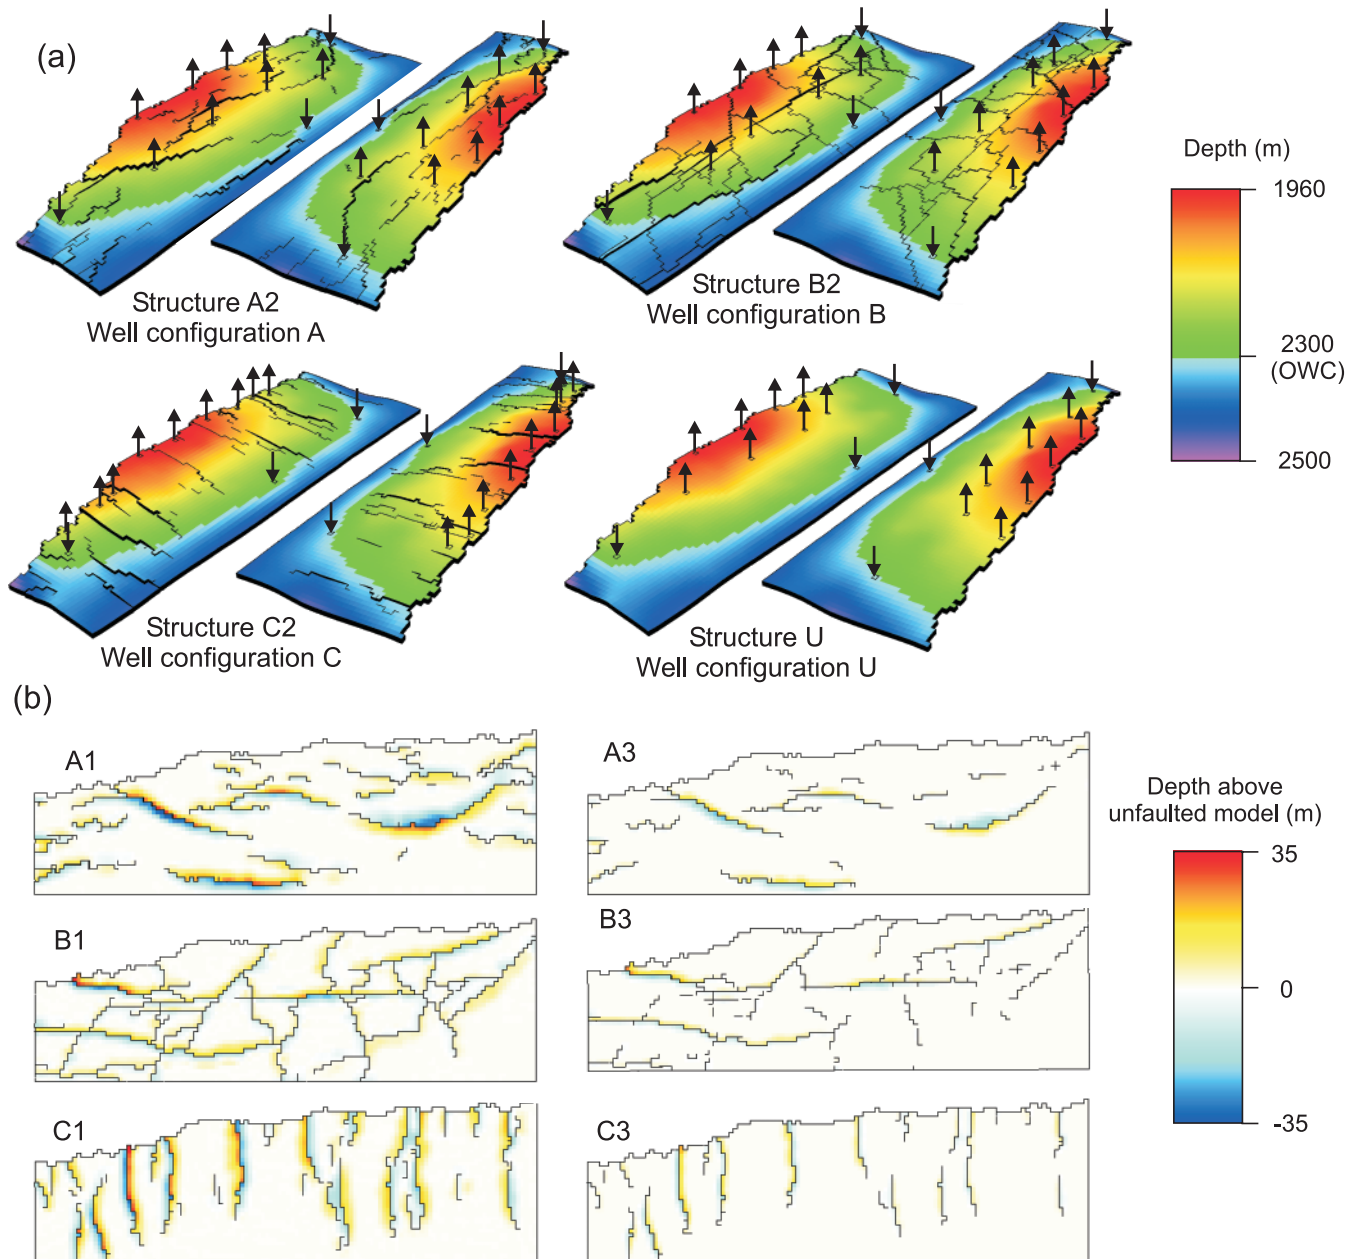 (a)
Structure A2
Well configuration A
Structure B2
Well configuration B
Depth (m)
1960
2300
(OWC)
2500
Structure C2
Well configuration C
Structure U
Well configuration U
(b)
A1
A3
B1
B3
C1
C3
Depth above
unfaulted model (m)
35
0
-35